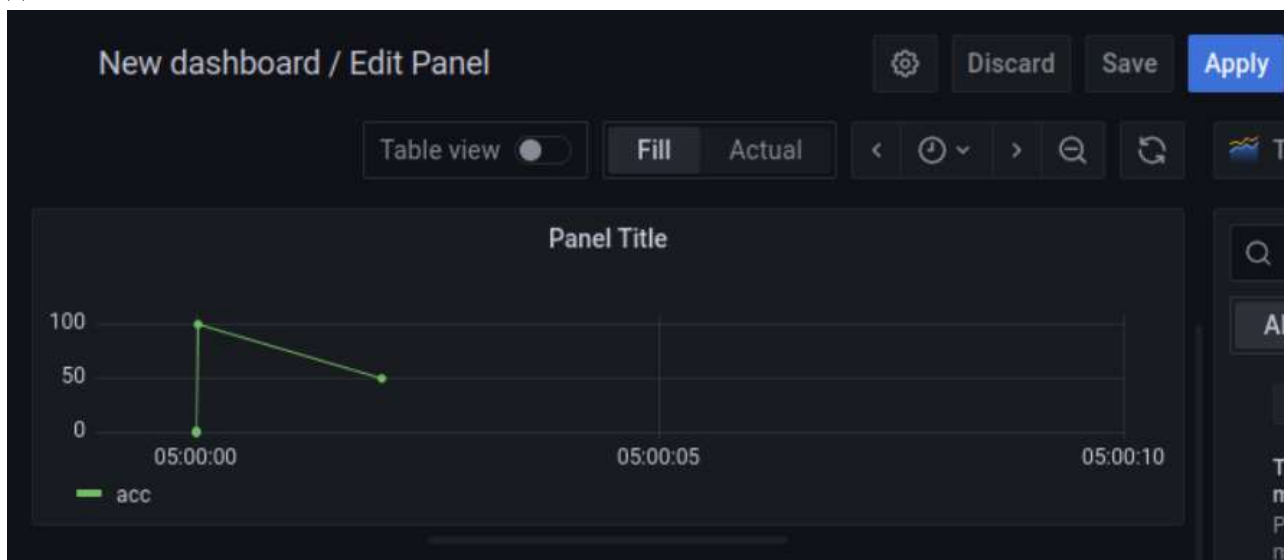 New dashboard / Edit Panel
Discard
Save
Apply
Table view
Fill
Actual
Panel Title
100
50
0
05:00:00
05:00:05
05:00:10
acc